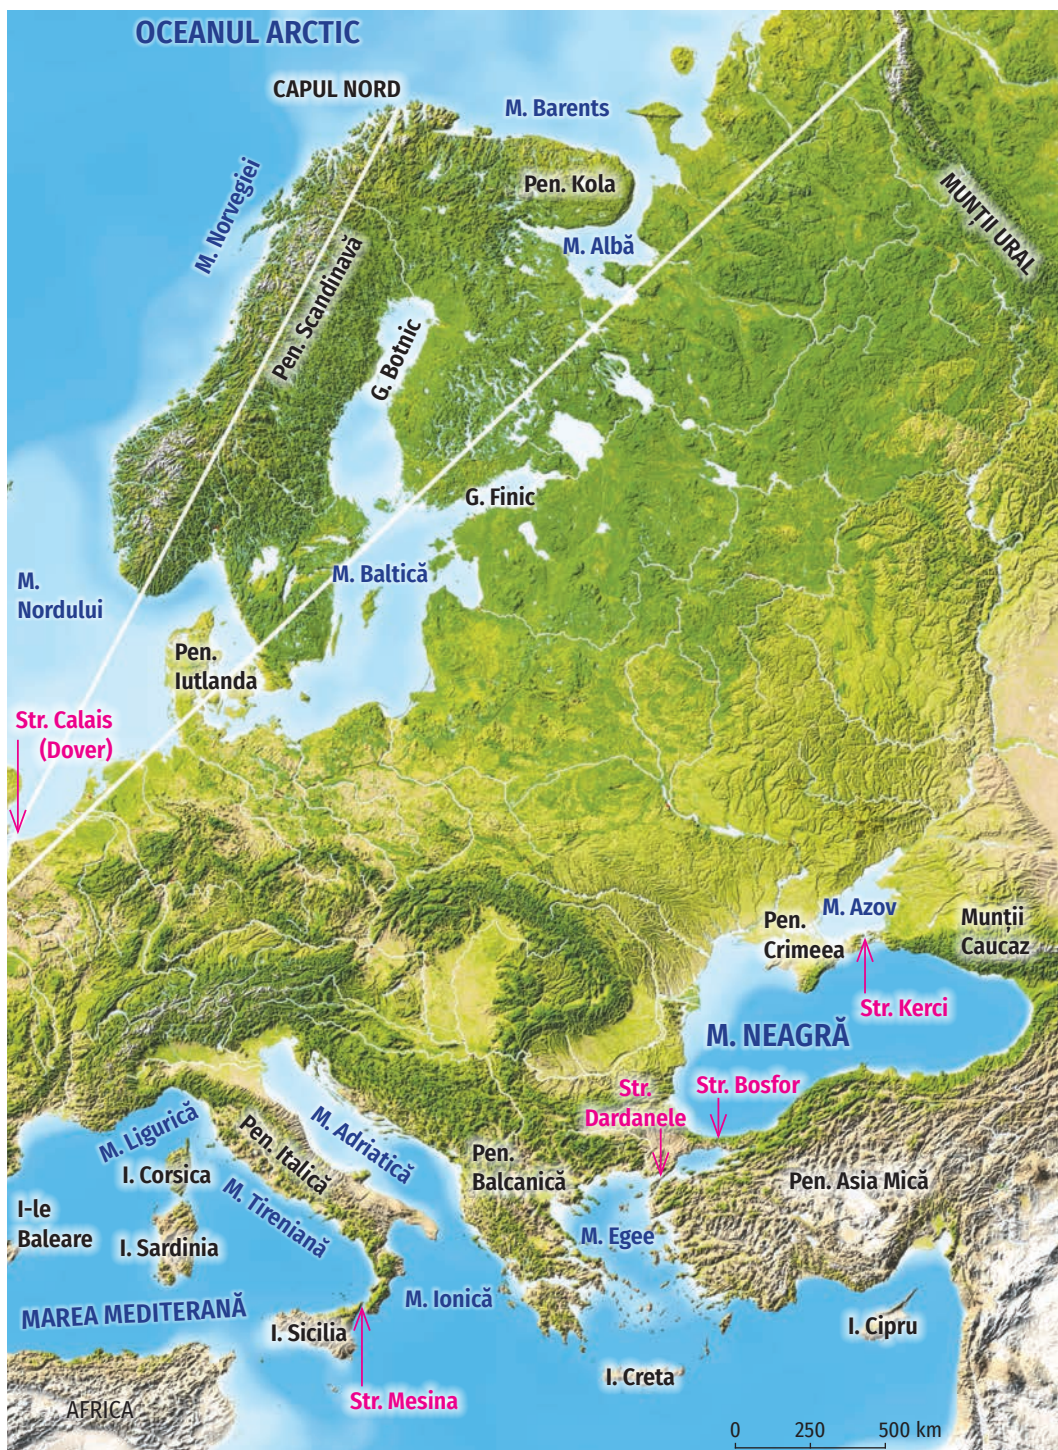 OCEANUL ARCTIC
CAPUL NORD
M. Barents
M. Norvegiei
Pen. Kola
MUNȚII URAL
M. Albă
Pen. Scandinavă
G. Botnic
G. Finic
M. Baltică
M.
Nordului
Pen.
Iutlanda
Str. Calais
(Dover)
M. Azov
Pen.
Crimeea
Munții
Caucaz
Str. Kerci
M. NEAGRĂ
Str.
Dardanele
Str. Bosfor
M. Ligurică
M. Adriatică
Pen. Italică
Pen.
Balcanică
I. Corsica
Pen. Asia Mică
M. Tireniană
I-le
Baleare
I. Sardinia
M. Egee
MAREA MEDITERANĂ
M. Ionică
I. Sicilia
I. Cipru
I. Creta
Str. Mesina
AFRICA
0 250 500 km